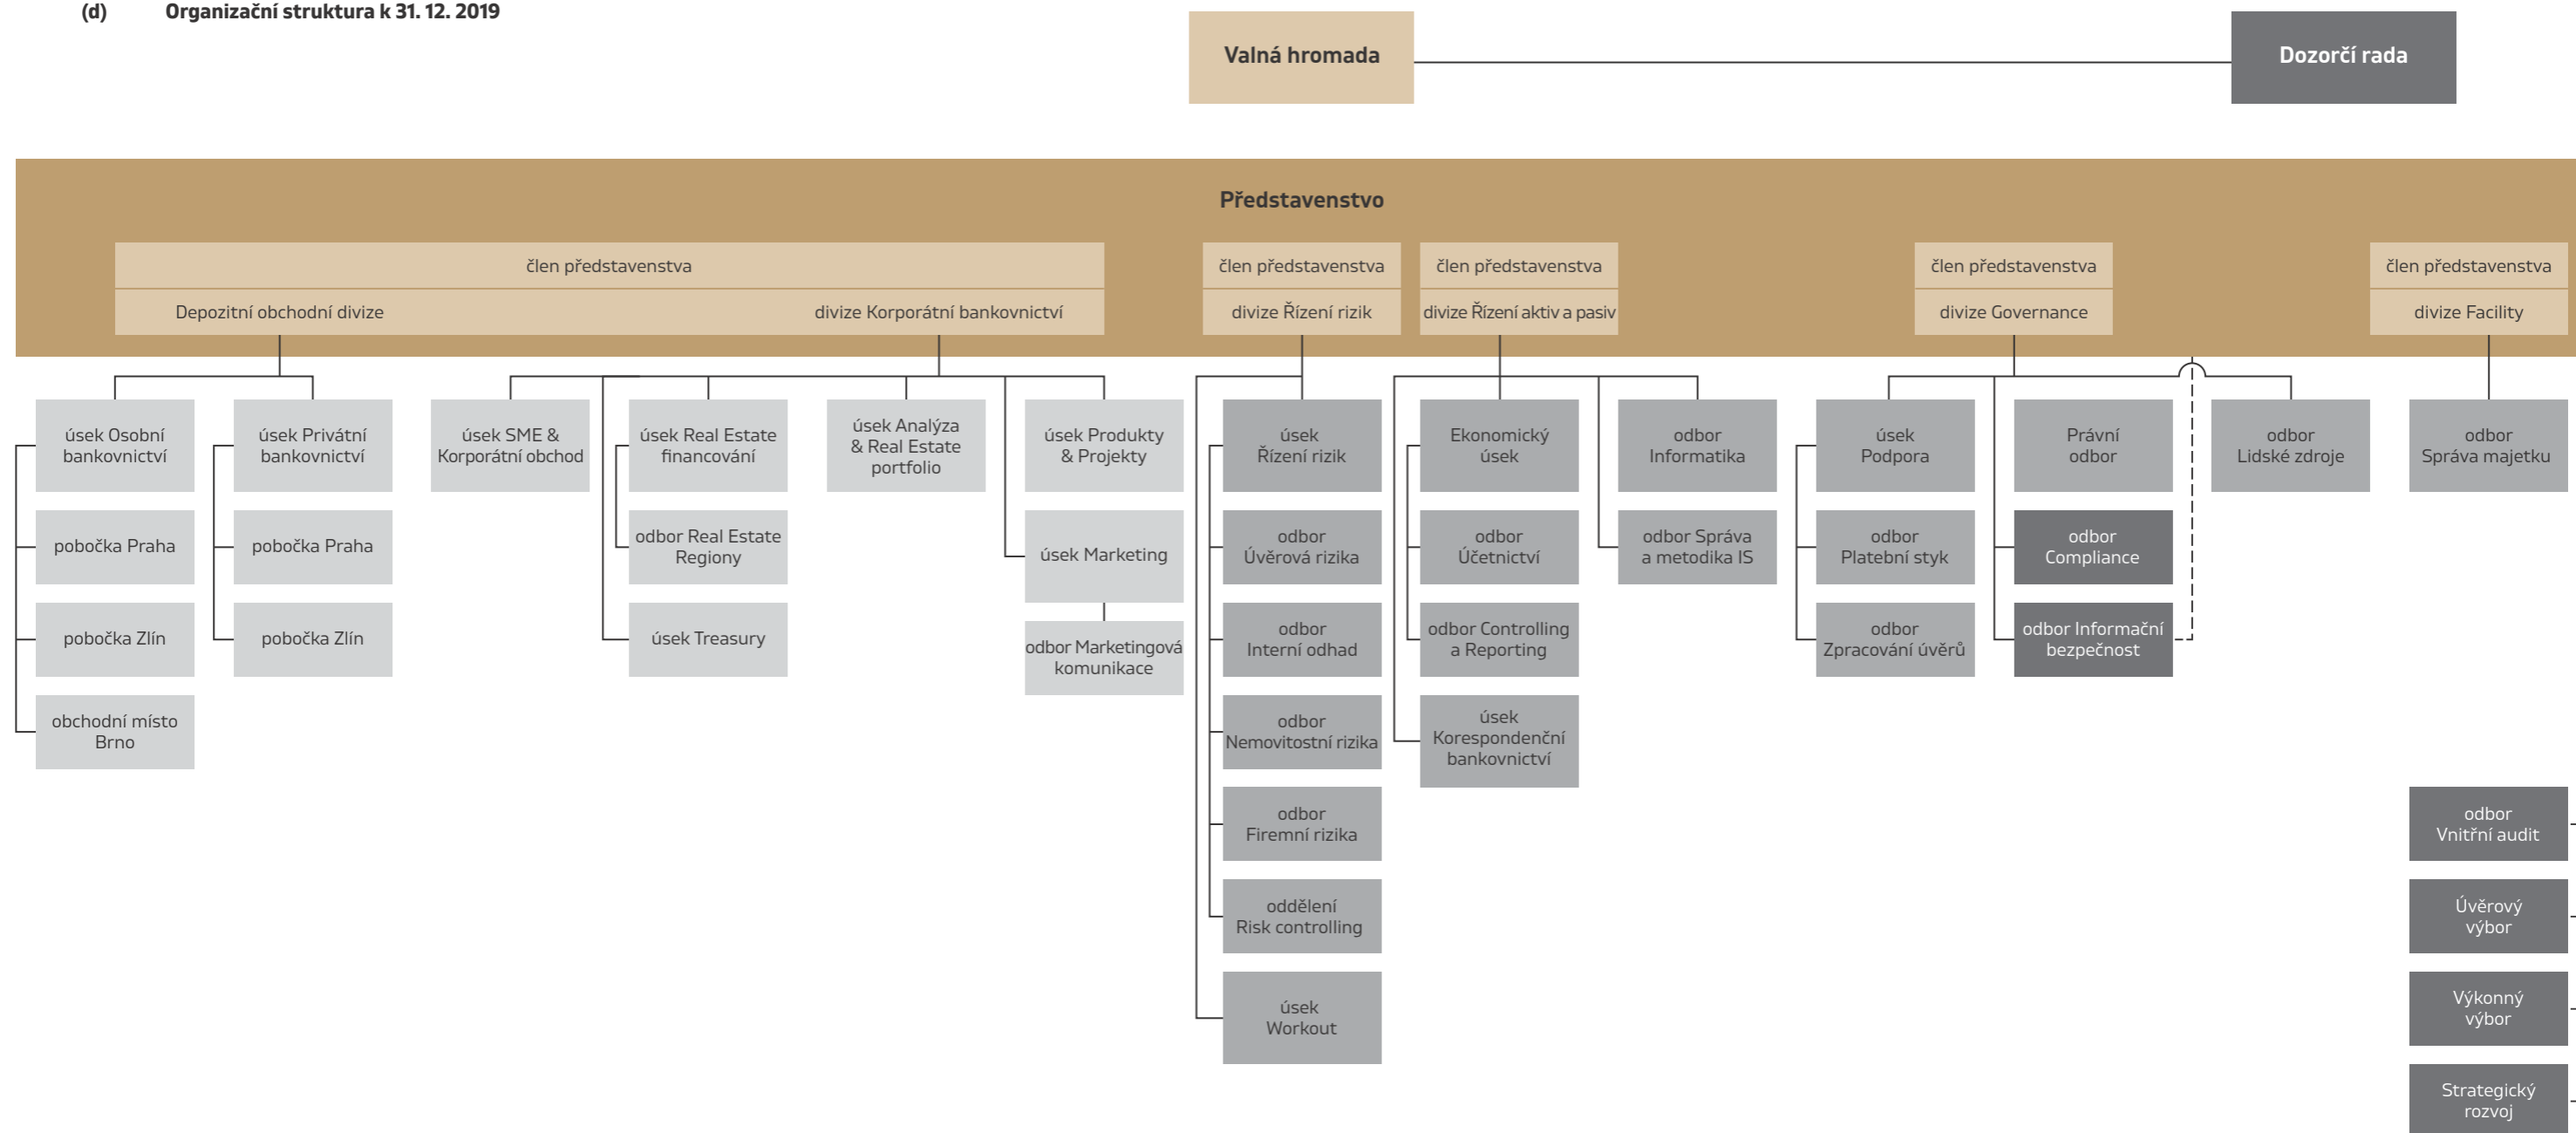 (d) Organizační struktura k 31. 12. 2019
Valná hromada
Dozorčí rada
Představenstvo
člen představenstva
Depozitní obchodní divize
divize Korporátní bankovnictví
člen představenstva
divize Řízení rizik
člen představenstva
divize Řízení aktiv a pasiv
člen představenstva
divize Governance
člen představenstva
divize Facility
úsek Osobní
bankovnictví
pobočka Praha
pobočka Zlín
obchodní místo
Brno
úsek Privátní
bankovnictví
pobočka Praha
pobočka Zlín
úsek SME &
Korporátní obchod
úsek Real Estate
financování
odbor Real Estate
Regiony
úsek Treasury
úsek Analýza
& Real Estate
portfolio
úsek Produkty
& Projekty
úsek Marketing
odbor Marketingová
komunikace
úsek
Řízení rizik
odbor
Úvěrová rizika
odbor
Interní odhad
odbor
Nemovitostní rizika
odbor
Firemní rizika
oddělení
Risk controlling
úsek
Workout
Ekonomický
úsek
odbor
Účetnictví
odbor Controlling
a Reporting
úsek
Korespondenční
bankovnictví
odbor
Informatika
odbor Správa
a metodika IS
úsek
Podpora
odbor
Platební styk
odbor
Zpracování úvěrů
Právní
odbor
odbor
Compliance
odbor Informační
bezpečnost
odbor
Lidské zdroje
odbor
Správa majetku
odbor
Vnitřní audit
Úvěrový
výbor
Výkonný
výbor
Strategický
rozvoj